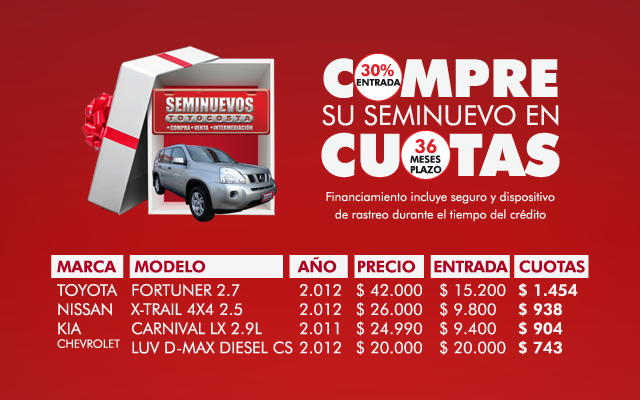 SEMINUEVOS
TOYOCOSTA
• COMPRA • VENTA • INTERMEDIACIÓN •
COMPRE
30%
ENTRADA
SU SEMINUEVO EN
CUOTAS
36
MESES
PLAZO
Financiamiento incluye seguro y dispositivo
de rastreo durante el tiempo del crédito
MARCA MODELO AÑO PRECIO ENTRADA CUOTAS
TOYOTA FORTUNER 2.7 2.012 $ 42.000 $ 15.200 $ 1.454
NISSAN X-TRAIL 4X4 2.5 2.012 $ 26.000 $ 9.800 $ 938
KIA CARNIVAL LX 2.9L 2.011 $ 24.990 $ 9.400 $ 904
CHEVROLET LUV D-MAX DIESEL CS 2.012 $ 20.000 $ 20.000 $ 743